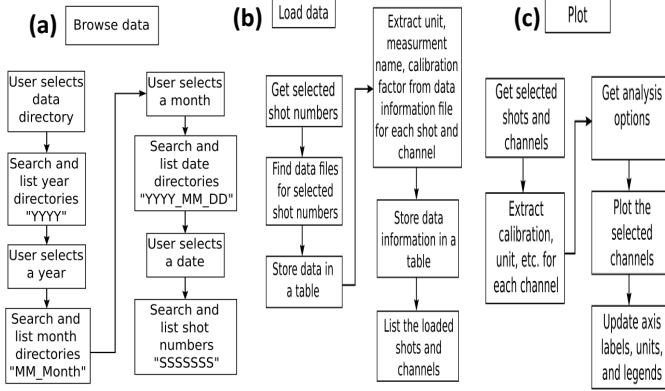 (a)
Browse data
User selects
data
directory
Search and
list year
directories
"YYYY"
User selects
a year
Search and
list month
directories
"MM_Month"
User selects
a month
Search and
list date
directories
"YYYY_MM_DD"
User selects
a date
Search and
list shot
numbers
"SSSSSSS"
(b)
Load data
Get selected
shot numbers
Find data files
for selected
shot numbers
Store data in
a table
Extract unit,
measurment
name, calibration
factor from data
information file
for each shot and
channel
Store data
information in a
table
List the loaded
shots and
channels
(c)
Plot
Get selected
shots and
channels
Extract
calibration,
unit, etc. for
each channel
Get analysis
options
Plot the
selected
channels
Update axis
labels, units,
and legends